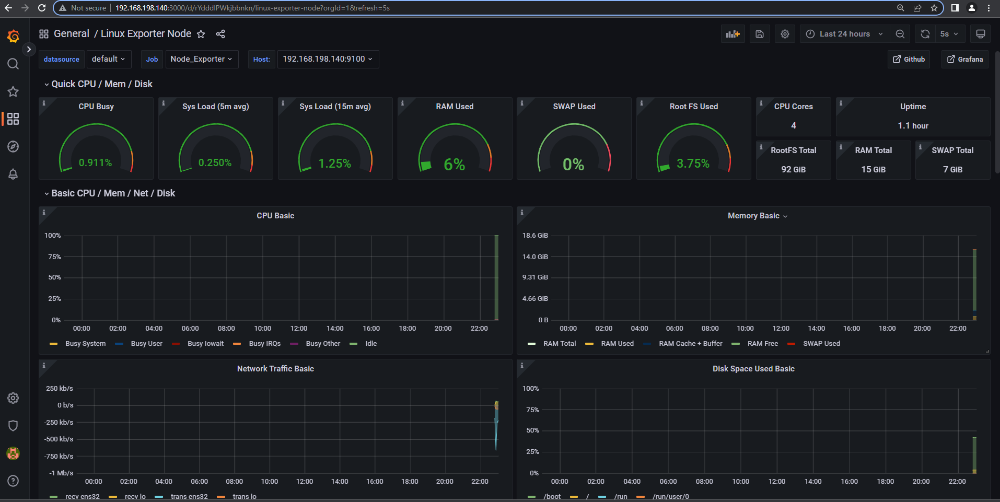 Not secure | 192.168.198.140:3000/d/rYdddlPWkjbbnkn/linux-exporter-node?orgId=1&refresh=5s
General / Linux Exporter Node
Last 24 hours
5s
datasource default Job Node_Exporter Host: 192.168.198.140:9100 Github Grafana
Quick CPU / Mem / Disk
CPU Busy
0.911%
Sys Load (5m avg)
0.250%
Sys Load (15m avg)
1.25%
RAM Used
6%
SWAP Used
0%
Root FS Used
3.75%
CPU Cores
4
Uptime
1.1 hour
RootFS Total
92 GiB
RAM Total
15 GiB
SWAP Total
7 GiB
Basic CPU / Mem / Net / Disk
CPU Basic
100%
75%
50%
25%
0%
00:00 02:00 04:00 06:00 08:00 10:00 12:00 14:00 16:00 18:00 20:00 22:00
Busy System Busy User Busy Iowait Busy IRQs Busy Other Idle
Memory Basic
18.6 GiB
14.0 GiB
9.31 GiB
4.66 GiB
0 B
00:00 02:00 04:00 06:00 08:00 10:00 12:00 14:00 16:00 18:00 20:00 22:00
RAM Total RAM Used RAM Cache + Buffer RAM Free SWAP Used
Network Traffic Basic
250 kb/s
0 b/s
-250 kb/s
-500 kb/s
-750 kb/s
-1 Mb/s
00:00 02:00 04:00 06:00 08:00 10:00 12:00 14:00 16:00 18:00 20:00 22:00
recv ens32 recv lo trans ens32 trans lo
Disk Space Used Basic
100%
75%
50%
25%
0%
00:00 02:00 04:00 06:00 08:00 10:00 12:00 14:00 16:00 18:00 20:00 22:00
/boot / /run /run/user/0